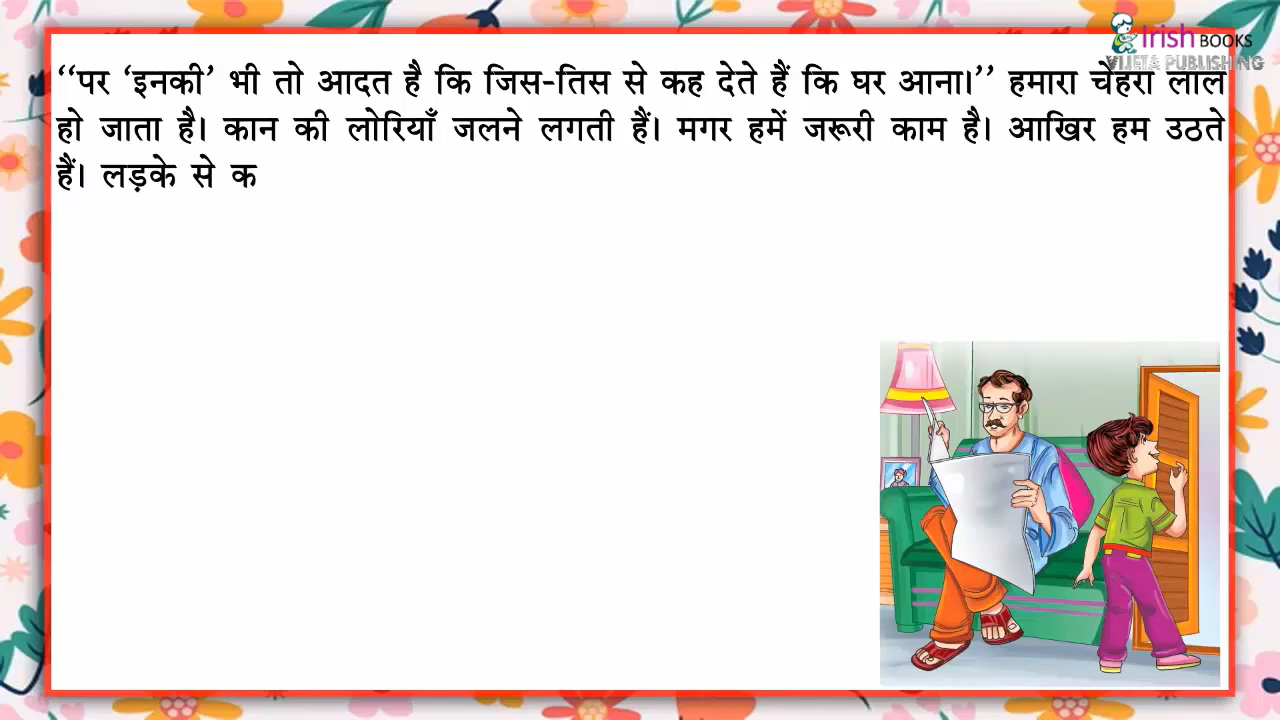 Irish BOOKS
VIJETA PUBLISHING
‘‘पर ‘इनकी’ भी तो आदत है कि जिस-तिस से कह देते हैं कि घर आना।’’ हमारा चेहरा लाल
हो जाता है। कान की लोरियाँ जलने लगती हैं। मगर हमें जरूरी काम है। आखिर हम उठते
हैं। लड़के से क